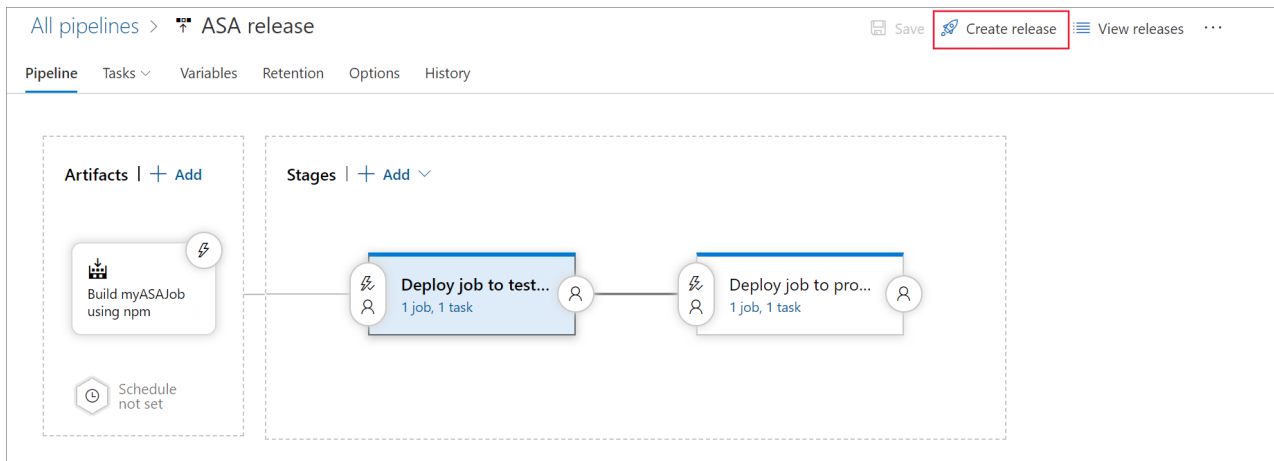 All pipelines > ASA release
Save Create release View releases ...
Pipeline Tasks Variables Retention Options History
Artifacts | + Add
Stages | + Add
Build myASAJob
using npm
Deploy job to test...
1 job, 1 task
Deploy job to pro...
1 job, 1 task
Schedule
not set